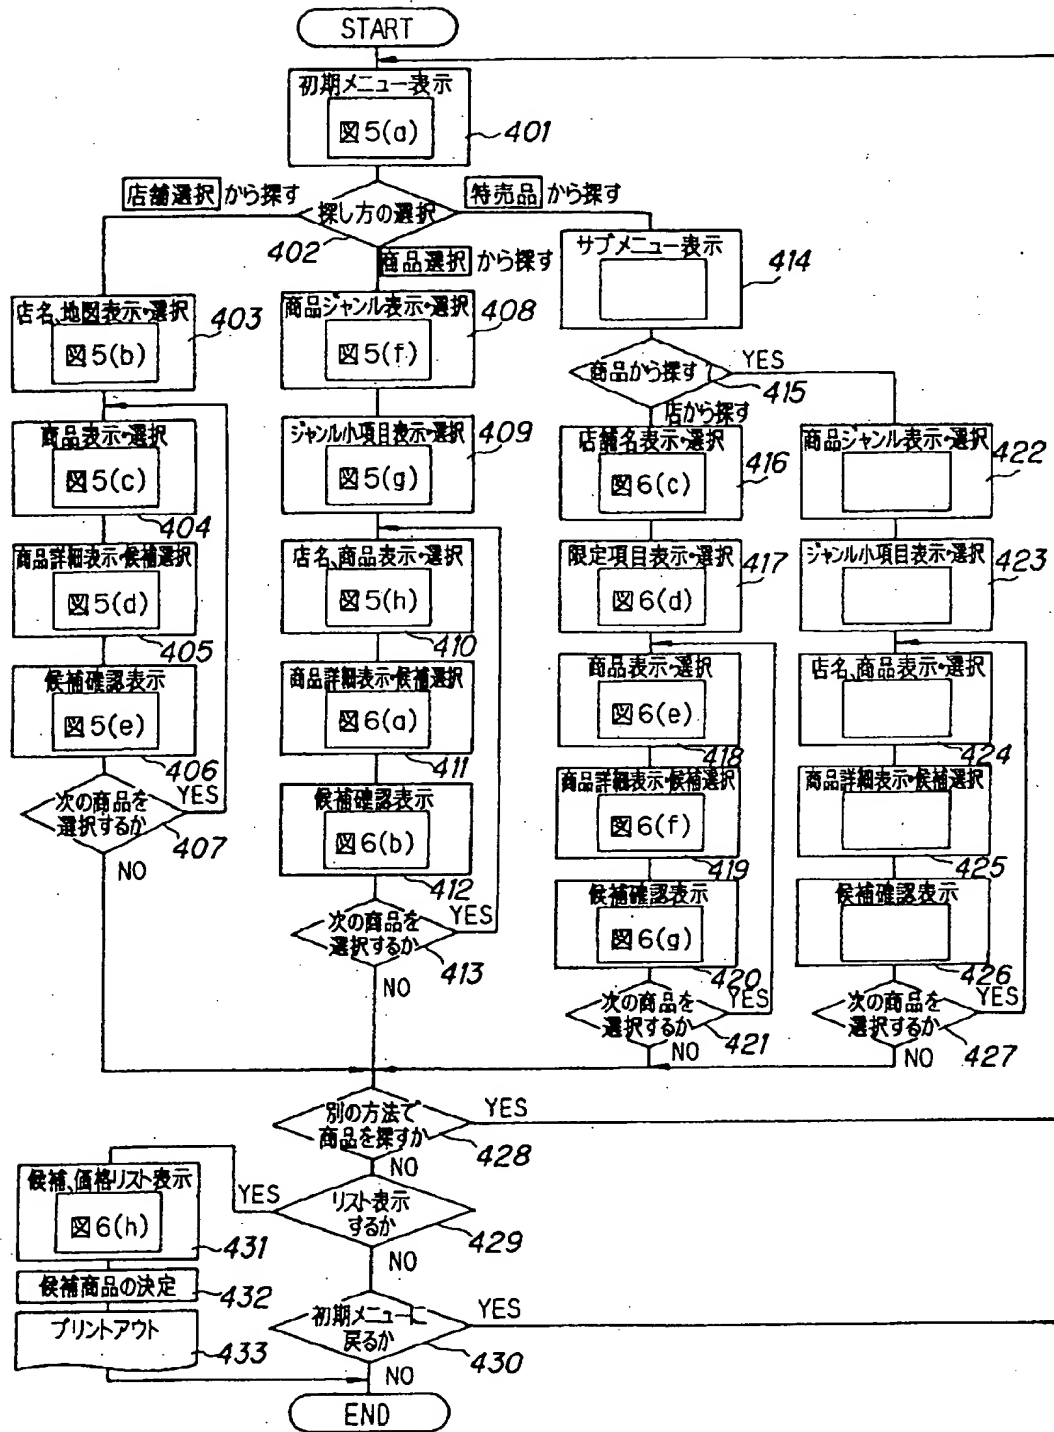 START
初期メニュー表示
図5(a)
401
店舗選択から探す
特売品から探す
探し方の選択
402
商品選択から探す
サブメニュー表示
414
店名、地図表示・選択
図5(b)
403
商品ジャンル表示・選択
図5(f)
408
商品から探す
YES
415
店から探す
商品表示・選択
図5(c)
404
ジャンル小項目表示・選択
図5(g)
409
店舗名表示・選択
図6(c)
416
商品ジャンル表示・選択
422
商品詳細表示・候補選択
図5(d)
405
店名、商品表示・選択
図5(h)
410
限定項目表示・選択
図6(d)
417
ジャンル小項目表示・選択
423
候補確認表示
図5(e)
406
商品詳細表示・候補選択
図6(a)
411
商品表示・選択
図6(e)
418
店名、商品表示・選択
424
次の商品を
選択するか
YES
407
NO
候補確認表示
図6(b)
412
商品詳細表示・候補選択
図6(f)
419
商品詳細表示・候補選択
425
次の商品を
選択するか
YES
413
NO
候補確認表示
図6(g)
420
候補確認表示
426
次の商品を
選択するか
YES
421
NO
次の商品を
選択するか
YES
427
NO
別の方法で
商品を探すか
YES
428
NO
候補、価格リスト表示
図6(h)
431
YES
リスト表示
するか
429
NO
候補商品の決定
432
プリントアウト
433
初期メニューに
戻るか
YES
430
NO
END